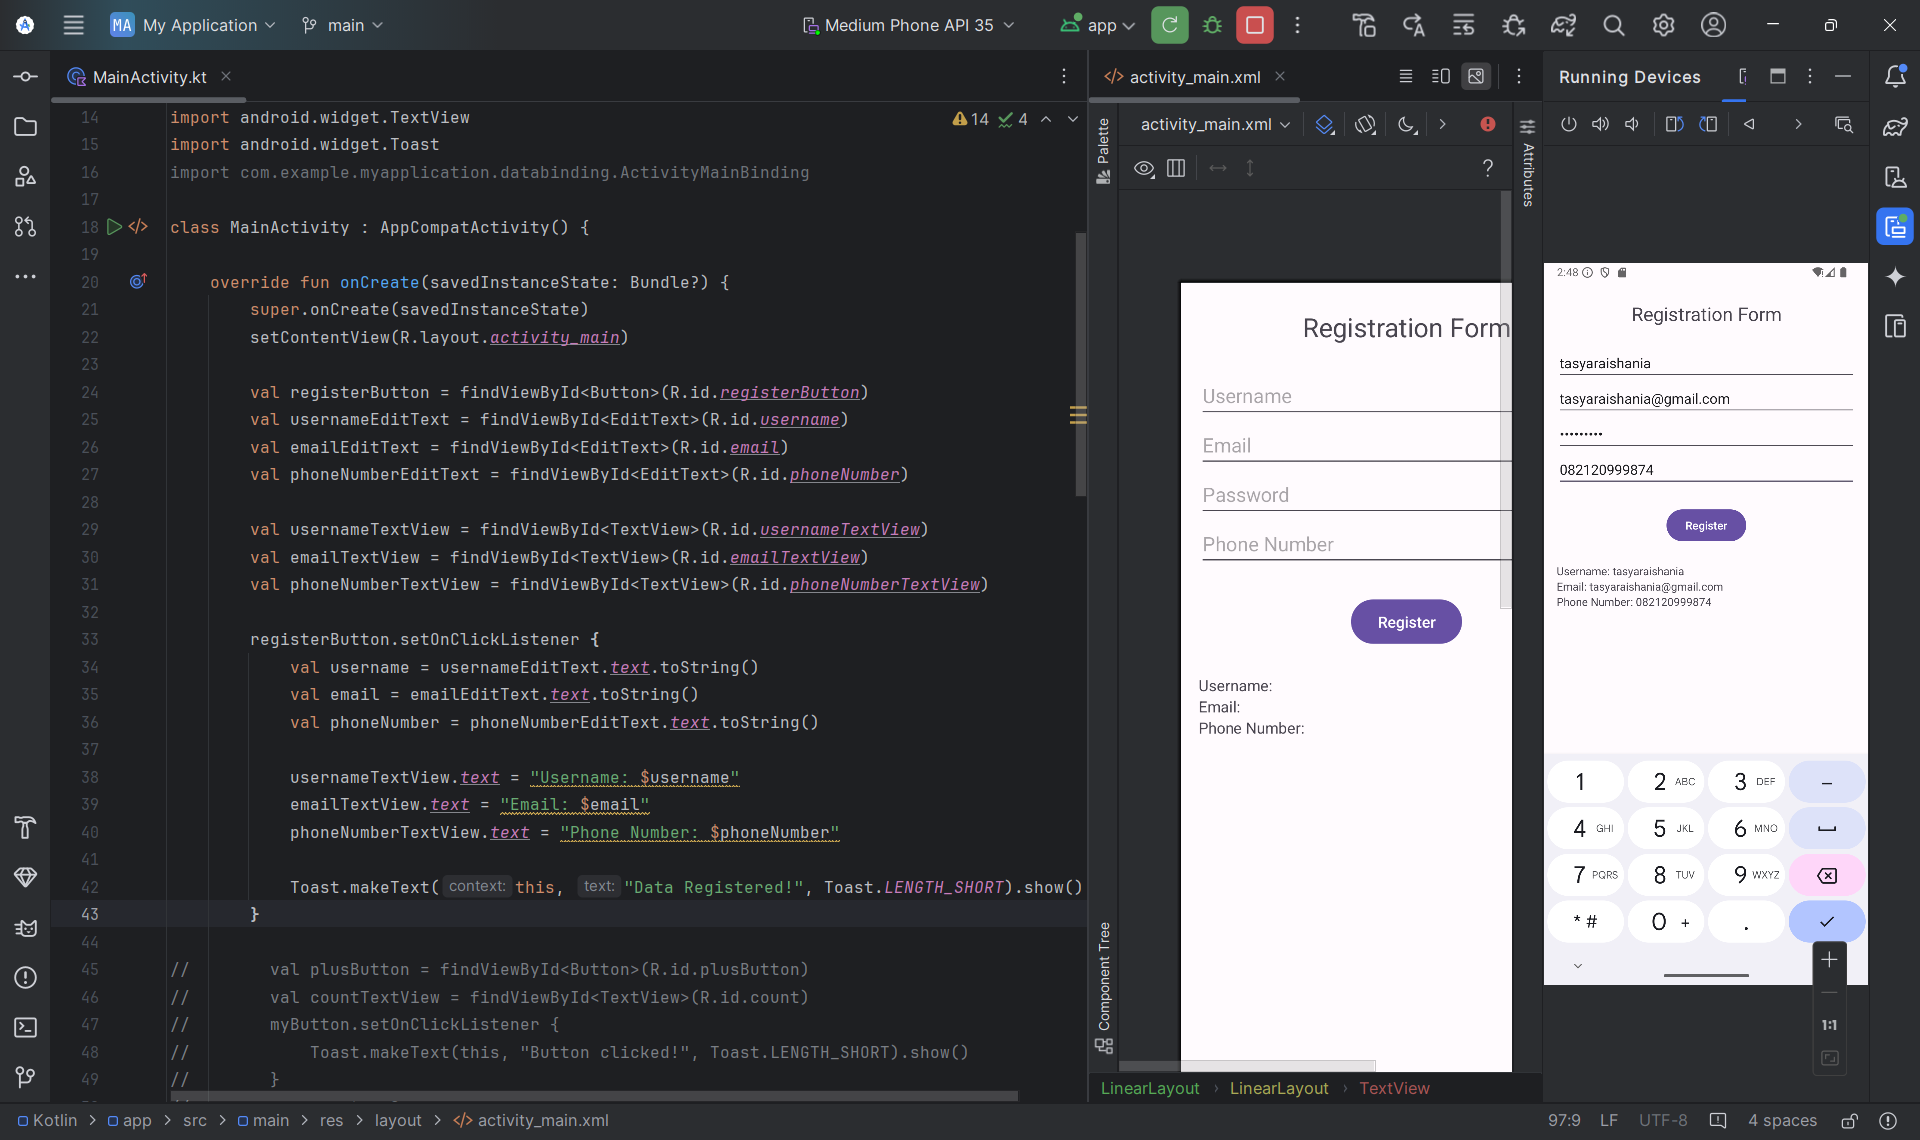 MA My Application main Medium Phone API 35 app
MainActivity.kt
14 import android.widget.TextView
14 4
15 import android.widget.Toast
16 import com.example.myapplication.databinding.ActivityMainBinding
17
18 class MainActivity : AppCompatActivity() {
19
20 override fun onCreate(savedInstanceState: Bundle?) {
21 super.onCreate(savedInstanceState)
22 setContentView(R.layout.activity_main)
23
24 val registerButton = findViewById<Button>(R.id.registerButton)
25 val usernameEditText = findViewById<EditText>(R.id.username)
26 val emailEditText = findViewById<EditText>(R.id.email)
27 val phoneNumberEditText = findViewById<EditText>(R.id.phoneNumber)
28
29 val usernameTextView = findViewById<TextView>(R.id.usernameTextView)
30 val emailTextView = findViewById<TextView>(R.id.emailTextView)
31 val phoneNumberTextView = findViewById<TextView>(R.id.phoneNumberTextView)
32
33 registerButton.setOnClickListener {
34 val username = usernameEditText.text.toString()
35 val email = emailEditText.text.toString()
36 val phoneNumber = phoneNumberEditText.text.toString()
37
38 usernameTextView.text = "Username: $username"
39 emailTextView.text = "Email: $email"
40 phoneNumberTextView.text = "Phone Number: $phoneNumber"
41
42 Toast.makeText( context: this, text: "Data Registered!", Toast.LENGTH_SHORT).show()
43 }
44
45 // val plusButton = findViewById<Button>(R.id.plusButton)
46 // val countTextView = findViewById<TextView>(R.id.count)
47 // myButton.setOnClickListener {
48 // Toast.makeText(this, "Button clicked!", Toast.LENGTH_SHORT).show()
49 // }
activity_main.xml
activity_main.xml
Palette
Attributes
?
Registration Form
Username
Email
Password
Phone Number
Register
Username:
Email:
Phone Number:
Component Tree
LinearLayout > LinearLayout > TextView
Running Devices
2:48
Registration Form
tasyaraishania
tasyaraishania@gmail.com
•••••••••
082120999874
Register
Username: tasyaraishania
Email: tasyaraishania@gmail.com
Phone Number: 082120999874
1 2 ABC 3 DEF –
4 GHI 5 JKL 6 MNO
7 PQRS 8 TUV 9 WXYZ
* # 0 + .
+
1:1
Kotlin > app > src > main > res > layout > activity_main.xml
97:9 LF UTF-8 4 spaces